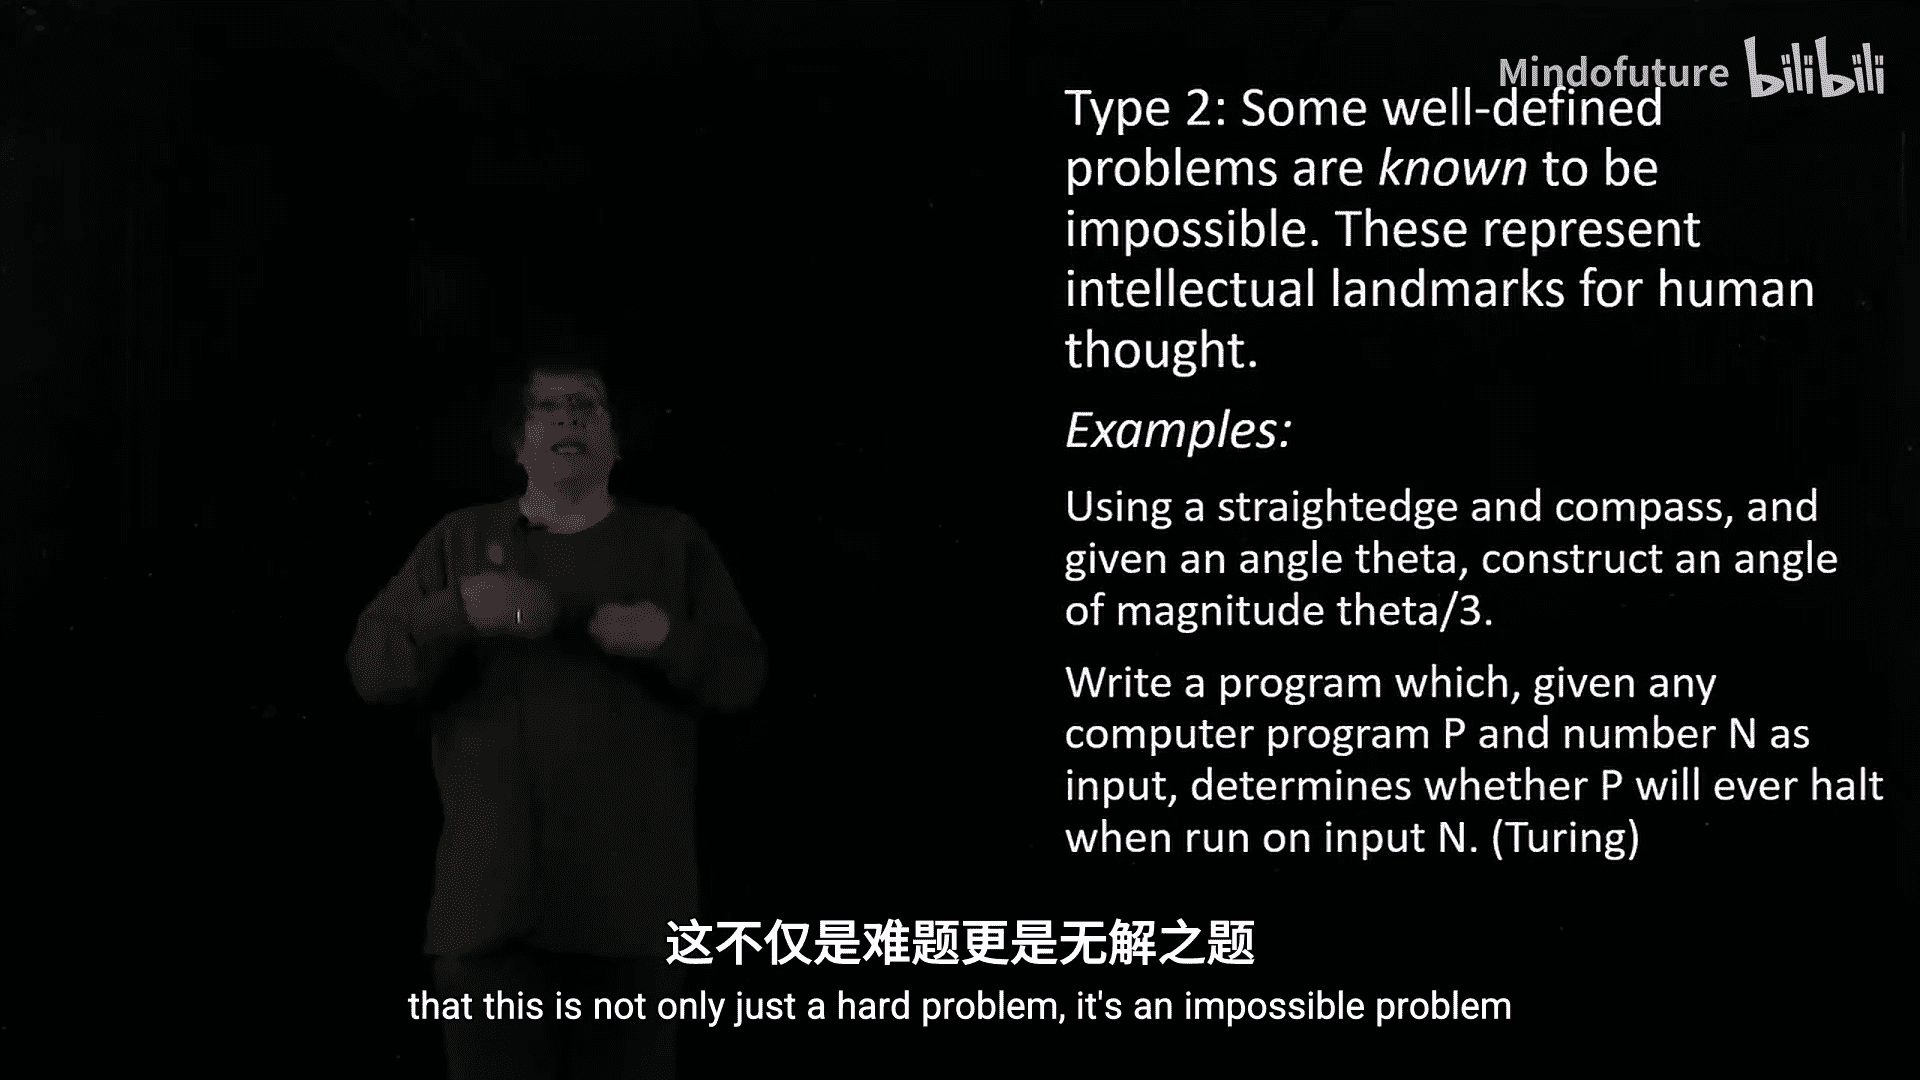 Mindofuture bilibili
Type 2: Some well-defined
problems are known to be
impossible. These represent
intellectual landmarks for human
thought.
Examples:
Using a straightedge and compass, and
given an angle theta, construct an angle
of magnitude theta/3.
Write a program which, given any
computer program P and number N as
input, determines whether P will ever halt
when run on input N. (Turing)
这不仅是难题更是无解之题
that this is not only just a hard problem, it's an impossible problem